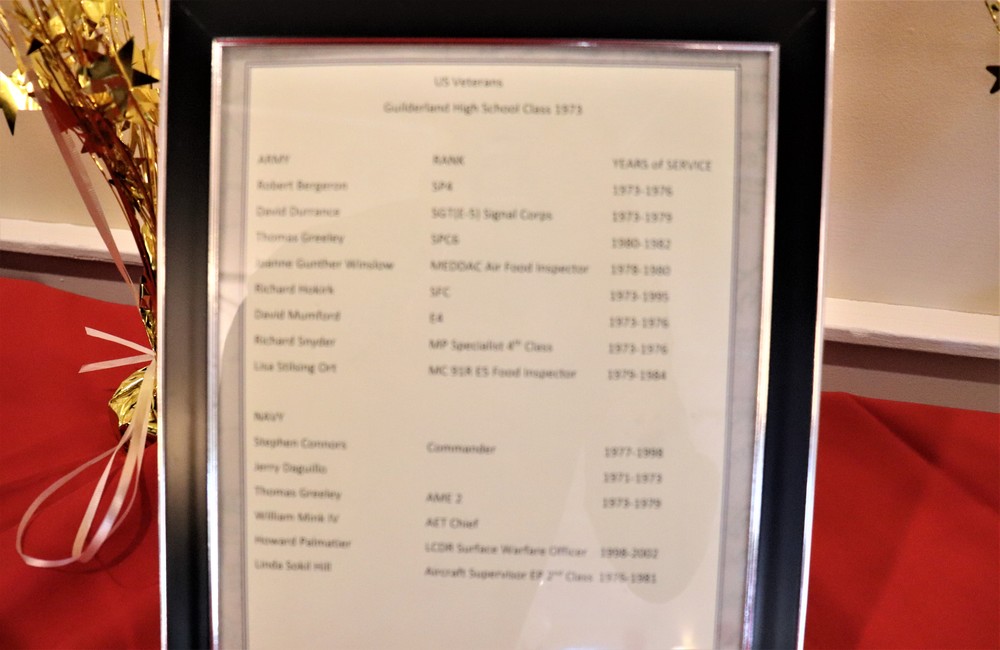 US Veterans
Guilderland High School Class 1973
ARMY RANK YEARS of SERVICE
Robert Bergeron SP4 1973-1976
David Durrance SGT(E-5) Signal Corps 1973-1979
Thomas Greeley SPC6 1980-1982
Joanne Gunther Winslow MEDDAC Air Food Inspector 1978-1980
Richard SFC 1973-1995
David Mumford E4 1973-1976
Richard Snyder MP Specialist 4th Class 1973-1976
Lisa Stilsing Ort MC 91R E5 Food Inspector 1979-1984
NAVY
Stephen Connors Commander 1977-1998
Jerry Daguillo 1971-1973
Thomas Greeley AME 2 1973-1979
William Mink IV AET Chief
Howard Palmatier LCDR Surface Warfare Officer 1998-2002
Linda Sokil Hill Aircraft Supervisor 2nd Class